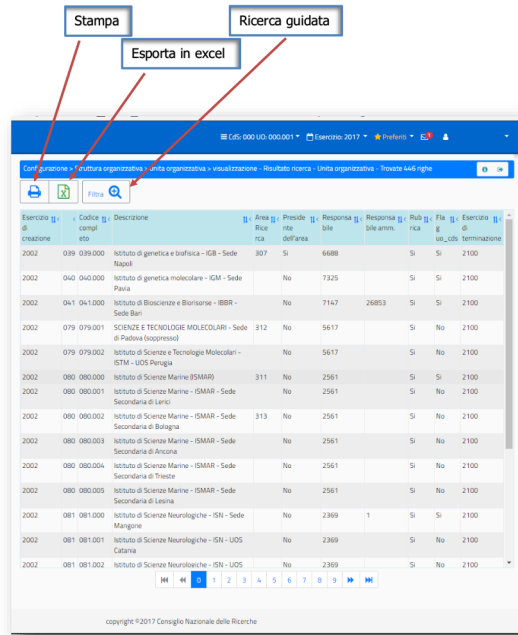 Stampa
Ricerca guidata
Esporta in excel
CdS: 000 UO: 000.001 Esercizio: 2017 Preferiti 1
Configurazione > Struttura organizzativa > unita organizzativa > visualizzazione - Risultato ricerca - Unita organizzativa - Trovate 446 righe
Filtra
Esercizio di creazione Codice completo Descrizione Area Ricerca Presidente dell'area Responsabile Responsabile amm. Rubrica Flag uo_cds Esercizio di terminazione
2002 039 039.000 Istituto di genetica e biofisica - IGB - Sede 307 Si 6688 Si Si 2100
Napoli
2002 040 040.000 Istituto di genetica molecolare - IGM - Sede No 7325 Si Si 2100
Pavia
2002 041 041.000 Istituto di Bioscienze e Biorisorse - IBBR - No 7147 26853 Si Si 2100
Sede Bari
2002 079 079.001 SCIENZE E TECNOLOGIE MOLECOLARI - Sede 312 No 5617 Si No 2100
di Padova (soppresso)
2002 079 079.002 Istituto di Scienze e Tecnologie Molecolari - No 5617 Si No 2100
ISTM - UOS Perugia
2002 080 080.000 Istituto di Scienze Marine (ISMAR) 311 No 2561 Si Si 2100
2002 080 080.001 Istituto di Scienze Marine - ISMAR - Sede No 2561 Si No 2100
Secondaria di Lerici
2002 080 080.002 Istituto di Scienze Marine - ISMAR - Sede 313 No 2561 Si No 2100
Secondaria di Bologna
2002 080 080.003 Istituto di Scienze Marine - ISMAR - Sede No 2561 Si No 2100
Secondaria di Ancona
2002 080 080.004 Istituto di Scienze Marine - ISMAR - Sede No 2561 Si No 2100
Secondaria di Trieste
2002 080 080.005 Istituto di Scienze Marine - ISMAR - Sede No 2561 Si No 2100
Secondaria di Lesina
2002 081 081.000 Istituto di Scienze Neurologiche - ISN - Sede No 2369 1 Si Si 2100
Mangone
2002 081 081.001 Istituto di Scienze Neurologiche - ISN - UOS No 2369 Si No 2100
Catania
2002 081 081.002 Istituto di Scienze Neurologiche - ISN - UOS No 2369 Si No 2100
0 1 2 3 4 5 6 7 8 9
copyright ©2017 Consiglio Nazionale delle Ricerche